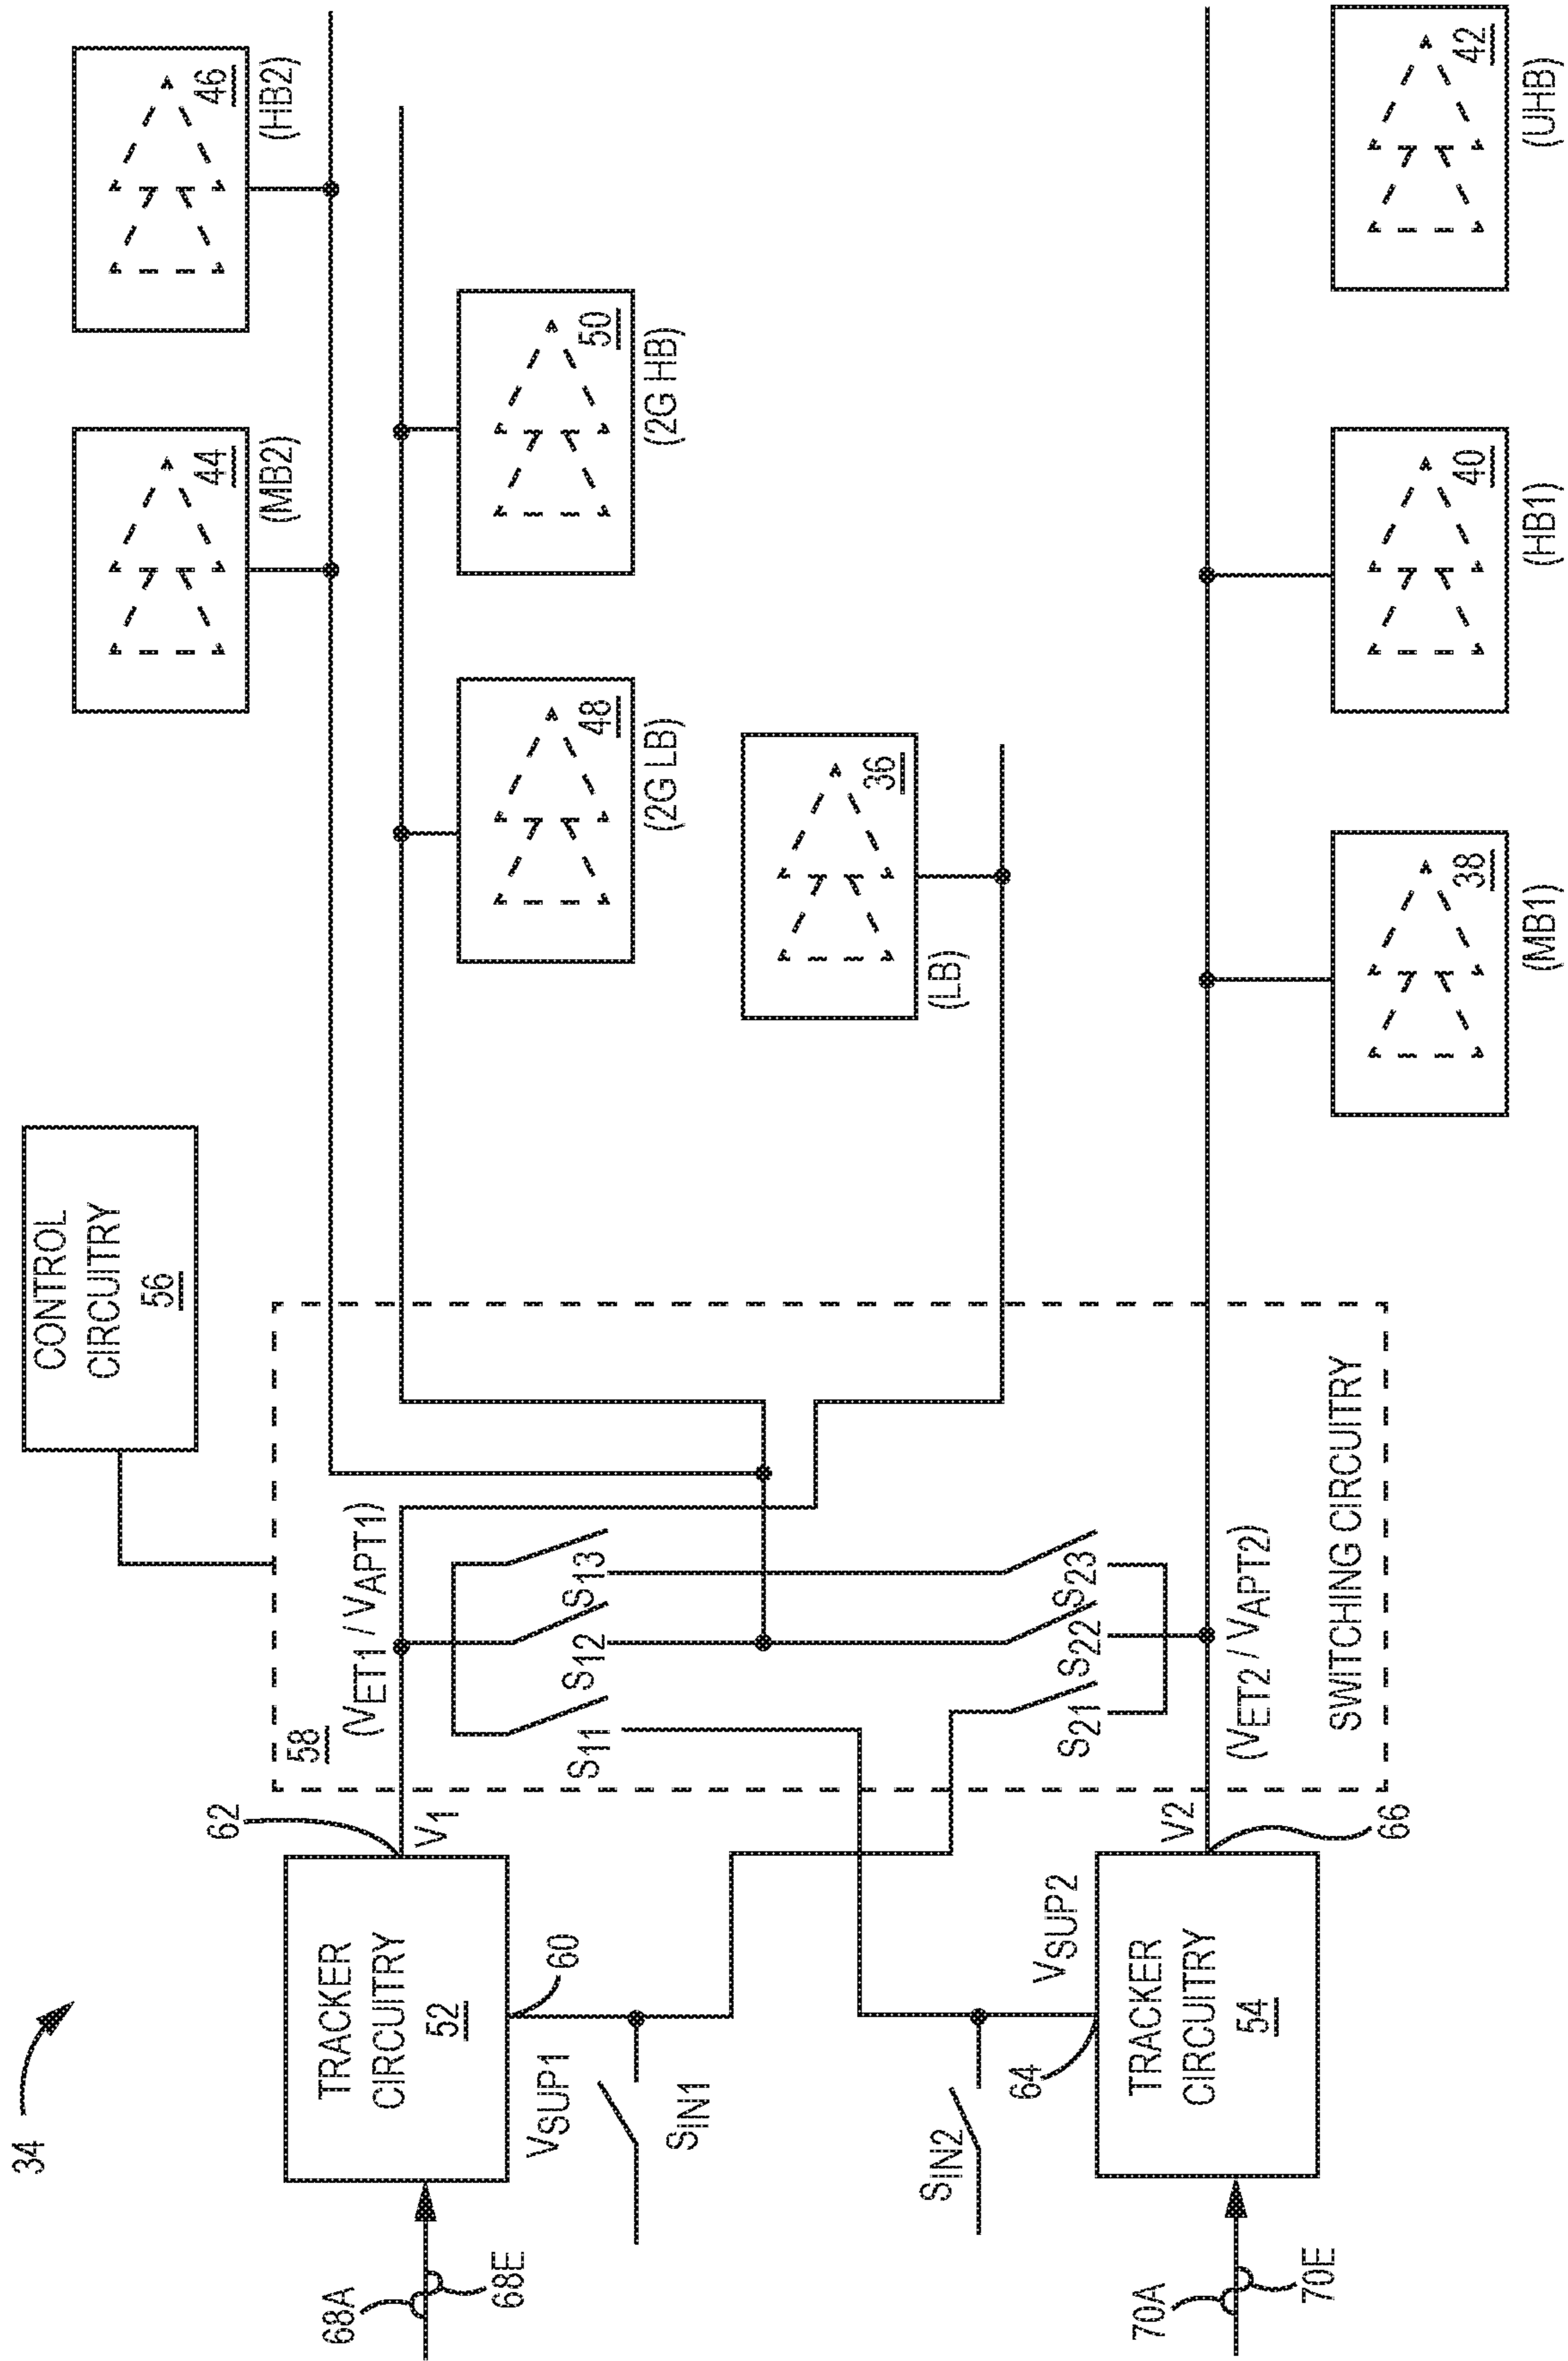 34
CONTROL
CIRCUITRY
56
46
(HB2)
44
(MB2)
50
(2G HB)
48
(2G LB)
36
(LB)
58
(VET1 / VAPT1)
62
V1
TRACKER
CIRCUITRY
52
68A
68E
60
VSUP1
SIN1
S11
S12
S13
S21
S22
S23
SIN2
64
VSUP2
TRACKER
CIRCUITRY
54
70A
70E
V2
66
(VET2 / VAPT2)
SWITCHING CIRCUITRY
38
(MB1)
40
(HB1)
42
(UHB)